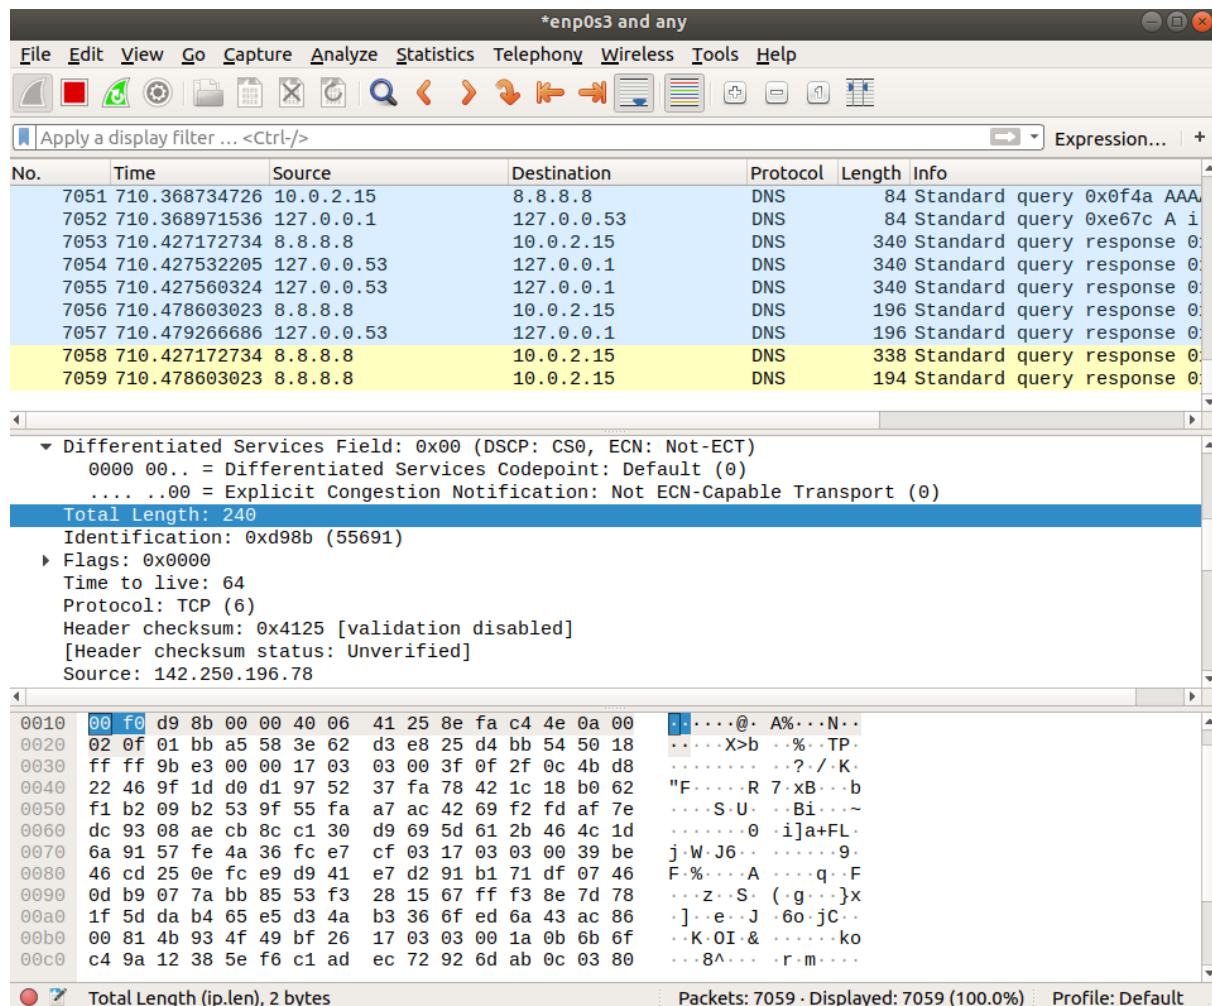 *enp0s3 and any
File Edit View Go Capture Analyze Statistics Telephony Wireless Tools Help
Apply a display filter … <Ctrl-/> Expression… +
No. Time Source Destination Protocol Length Info
7051 710.368734726 10.0.2.15 8.8.8.8 DNS 84 Standard query 0x0f4a AAA
7052 710.368971536 127.0.0.1 127.0.0.53 DNS 84 Standard query 0xe67c A i
7053 710.427172734 8.8.8.8 10.0.2.15 DNS 340 Standard query response 0
7054 710.427532205 127.0.0.53 127.0.0.1 DNS 340 Standard query response 0
7055 710.427560324 127.0.0.53 127.0.0.1 DNS 340 Standard query response 0
7056 710.478603023 8.8.8.8 10.0.2.15 DNS 196 Standard query response 0
7057 710.479266686 127.0.0.53 127.0.0.1 DNS 196 Standard query response 0
7058 710.427172734 8.8.8.8 10.0.2.15 DNS 338 Standard query response 0
7059 710.478603023 8.8.8.8 10.0.2.15 DNS 194 Standard query response 0
Differentiated Services Field: 0x00 (DSCP: CS0, ECN: Not-ECT)
0000 00.. = Differentiated Services Codepoint: Default (0)
.... ..00 = Explicit Congestion Notification: Not ECN-Capable Transport (0)
Total Length: 240
Identification: 0xd98b (55691)
Flags: 0x0000
Time to live: 64
Protocol: TCP (6)
Header checksum: 0x4125 [validation disabled]
[Header checksum status: Unverified]
Source: 142.250.196.78
0010 00 f0 d9 8b 00 00 40 06 41 25 8e fa c4 4e 0a 00 ······@· A%···N··
0020 02 0f 01 bb a5 58 3e 62 d3 e8 25 d4 bb 54 50 18 ·····X>b ··%··TP·
0030 ff ff 9b e3 00 00 17 03 03 00 3f 0f 2f 0c 4b d8 ········ ··?·/·K·
0040 22 46 9f 1d d0 d1 97 52 37 fa 78 42 1c 18 b0 62 "F·····R 7·xB···b
0050 f1 b2 09 b2 53 9f 55 fa a7 ac 42 69 f2 fd af 7e ····S·U· ··Bi···~
0060 dc 93 08 ae cb 8c c1 30 d9 69 5d 61 2b 46 4c 1d ·······0 ·i]a+FL·
0070 6a 91 57 fe 4a 36 fc e7 cf 03 17 03 03 00 39 be j·W·J6·· ······9·
0080 46 cd 25 0e fc e9 d9 41 e7 d2 91 b1 71 df 07 46 F·%····A ····q··F
0090 0d b9 07 7a bb 85 53 f3 28 15 67 ff f3 8e 7d 78 ···z··S· (·g···}x
00a0 1f 5d da b4 65 e5 d3 4a b3 36 6f ed 6a 43 ac 86 ·]··e··J ·6o·jC··
00b0 00 81 4b 93 4f 49 bf 26 17 03 03 00 1a 0b 6b 6f ··K·OI·& ······ko
00c0 c4 9a 12 38 5e f6 c1 ad ec 72 92 6d ab 0c 03 80 ···8^··· ·r·m····
Total Length (ip.len), 2 bytes Packets: 7059 · Displayed: 7059 (100.0%) Profile: Default